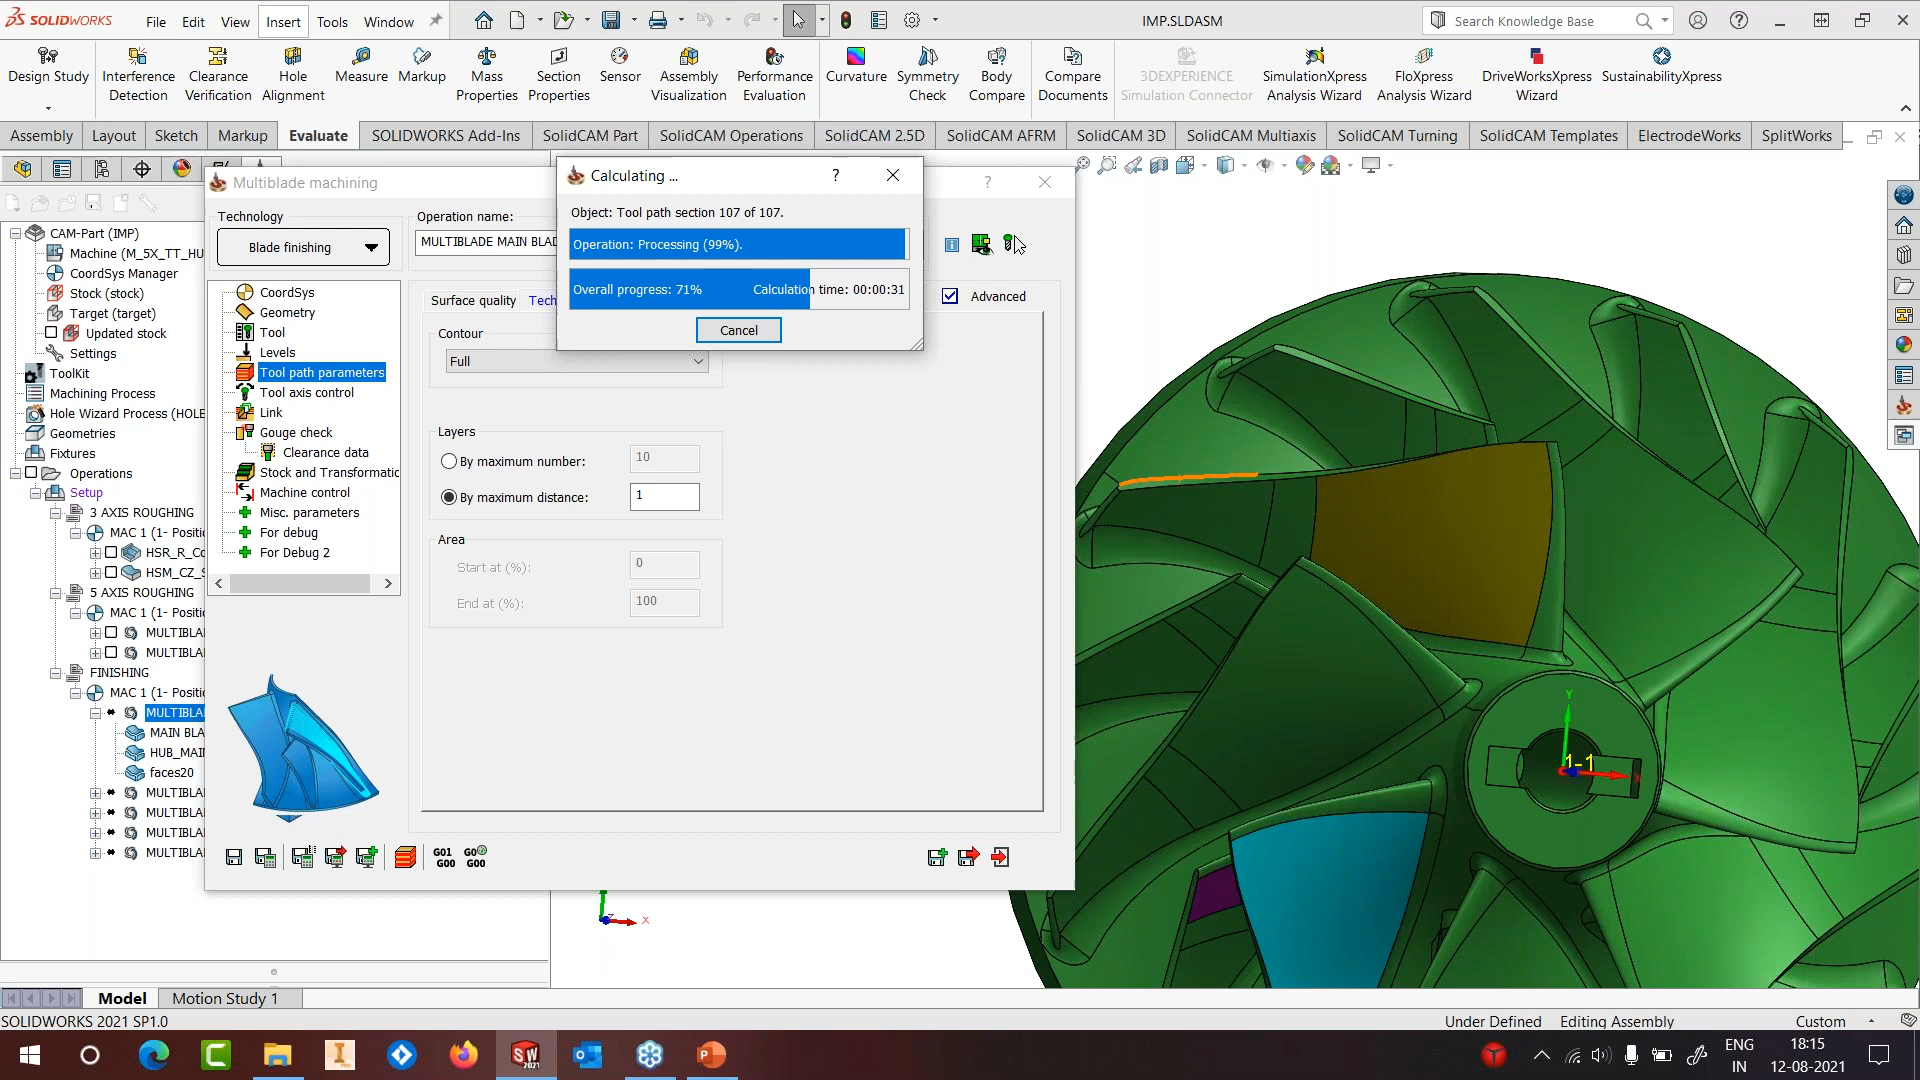 SOLIDWORKS
File
Edit
View
Insert
Tools
Window
IMP.SLDASM
Search Knowledge Base
Design Study
Interference
Detection
Clearance
Verification
Hole
Alignment
Measure
Markup
Mass
Properties
Section
Properties
Sensor
Assembly
Visualization
Performance
Evaluation
Curvature
Symmetry
Check
Body
Compare
Compare
Documents
3DEXPERIENCE
Simulation Connector
SimulationXpress
Analysis Wizard
FloXpress
Analysis Wizard
DriveWorksXpress
Wizard
SustainabilityXpress
Assembly
Layout
Sketch
Markup
Evaluate
SOLIDWORKS Add-Ins
SolidCAM Part
SolidCAM Operations
SolidCAM 2.5D
SolidCAM AFRM
SolidCAM 3D
SolidCAM Multiaxis
SolidCAM Turning
SolidCAM Templates
ElectrodeWorks
SplitWorks
CAM-Part (IMP)
Machine (M_5X_TT_HU
CoordSys Manager
Stock (stock)
Target (target)
Updated stock
Settings
ToolKit
Machining Process
Hole Wizard Process (HOLE
Geometries
Fixtures
Operations
Setup
3 AXIS ROUGHING
MAC 1 (1- Positio
HSR_R_Co
HSM_CZ_S
5 AXIS ROUGHING
MAC 1 (1- Positio
MULTIBLA
MULTIBLA
FINISHING
MAC 1 (1- Positio
MULTIBLA
MAIN BLA
HUB_MAI
faces20
MULTIBLA
MULTIBLA
MULTIBLA
MULTIBLA
Multiblade machining
Technology
Blade finishing
Operation name:
MULTIBLADE MAIN BLAD
CoordSys
Geometry
Tool
Levels
Tool path parameters
Tool axis control
Link
Gouge check
Clearance data
Stock and Transformatic
Machine control
Misc. parameters
For debug
For Debug 2
Surface quality
Tech
Advanced
Contour
Full
Layers
By maximum number:
10
By maximum distance:
1
Area
Start at (%):
0
End at (%):
100
G01
G00
G0
G00
Calculating ...
?
Object: Tool path section 107 of 107.
Operation: Processing (99%).
Overall progress: 71%
Calculation time: 00:00:31
Cancel
Y
1-1
X
Z
X
Model
Motion Study 1
SOLIDWORKS 2021 SP1.0
Under Defined
Editing Assembly
Custom
SW
2021
ENG
IN
18:15
12-08-2021